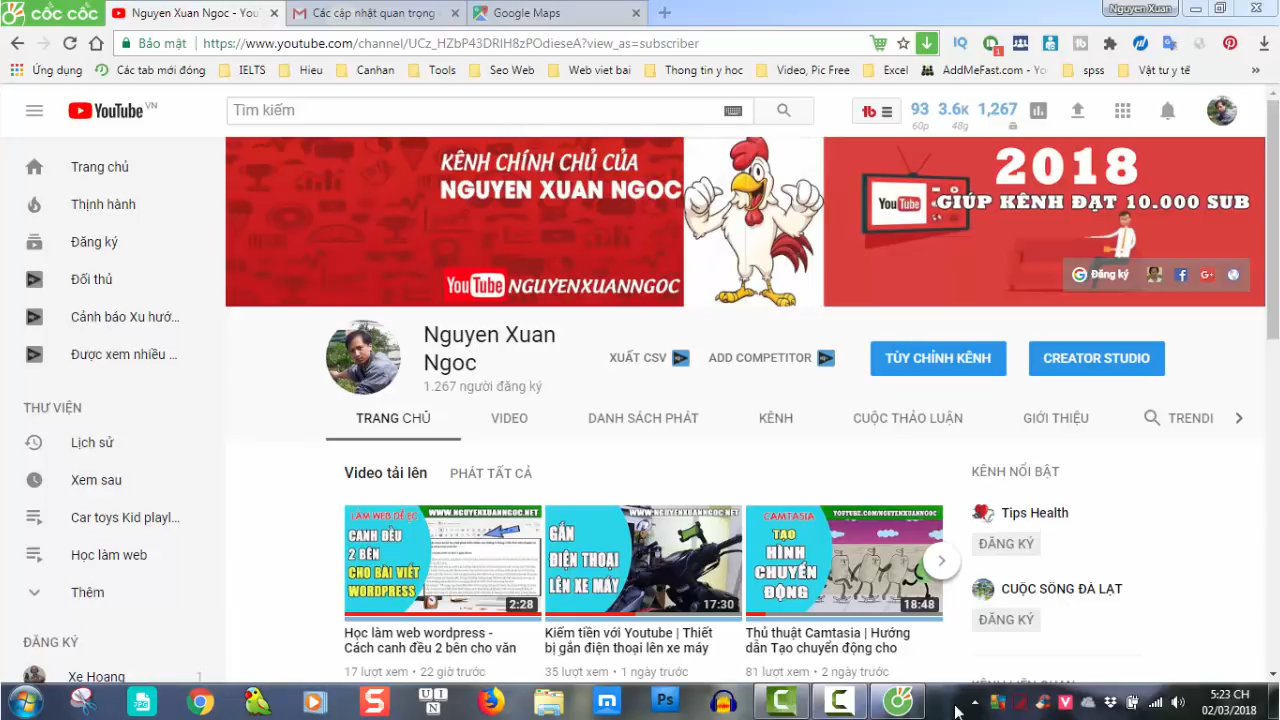 cốc cốc
Nguyen Xuan Ngoc - You
Các cập nhật quan trọng
Google Maps
Nguyen Xuan
Bảo mật
https://www.youtube.com/channel/UCz_HZbP43DRlH8zPOdieseA?view_as=subscriber
Ứng dụng
Các tab mới đóng
IELTS
Hieu
Canhan
Tools
Seo Web
Web viet bai
Thong tin y hoc
Video, Pic Free
Excel
AddMeFast.com - Yo
spss
Vật tư y tế
YouTube VN
Tìm kiếm
93 3.6K 1,267
60p 48g
Trang chủ
Thịnh hành
Đăng ký
Đối thủ
Cảnh báo Xu hướ...
Được xem nhiều ...
THƯ VIỆN
Lịch sử
Xem sau
Car toys Kid playl...
Học làm web
Thêm
ĐĂNG KÝ
Xe Hoang 1
KÊNH CHÍNH CHỦ CỦA
NGUYEN XUAN NGOC
YouTube NGUYENXUANNGOC
2018
YouTube
GIÚP KÊNH ĐẠT 10.000 SUB
Đăng ký
Nguyen Xuan
Ngoc
1.267 người đăng ký
XUẤT CSV
ADD COMPETITOR
TÙY CHỈNH KÊNH
CREATOR STUDIO
TRANG CHỦ
VIDEO
DANH SÁCH PHÁT
KÊNH
CUỘC THẢO LUẬN
GIỚI THIỆU
TRENDI
Video tải lên
PHÁT TẤT CẢ
LÀM WEB DỄ ẸC
WWW.NGUYENXUANNGOC.NET
CANH ĐỀU
2 BÊN
CHO BÀI VIẾT
WORDPRESS
2:28
Học làm web wordpress -
Cách canh đều 2 bên cho văn
17 lượt xem • 22 giờ trước
WWW.NGUYENXUANNGOC.NET
GẮN
ĐIỆN THOẠI
LÊN XE MÁY
17:30
Kiếm tiền với Youtube | Thiết
bị gắn điện thoại lên xe máy
35 lượt xem • 1 ngày trước
CAMTASIA
YOUTUBE.COM/NGUYENXUANNGOC
TẠO
HÌNH
CHUYỂN
ĐỘNG
18:48
Thủ thuật Camtasia | Hướng
dẫn Tạo chuyển động cho
81 lượt xem • 2 ngày trước
KÊNH NỔI BẬT
Tips Health
ĐĂNG KÝ
CUỘC SỐNG ĐÀ LẠT
ĐĂNG KÝ
KÊNH LIÊN QUAN
5:23 CH
02/03/2018